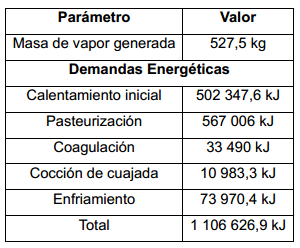 Parámetro Valor
Masa de vapor generada 527,5 kg
Demandas Energéticas
Calentamiento inicial 502 347,6 kJ
Pasteurización 567 006 kJ
Coagulación 33 490 kJ
Cocción de cuajada 10 983,3 kJ
Enfriamiento 73 970,4 kJ
Total 1 106 626,9 kJ